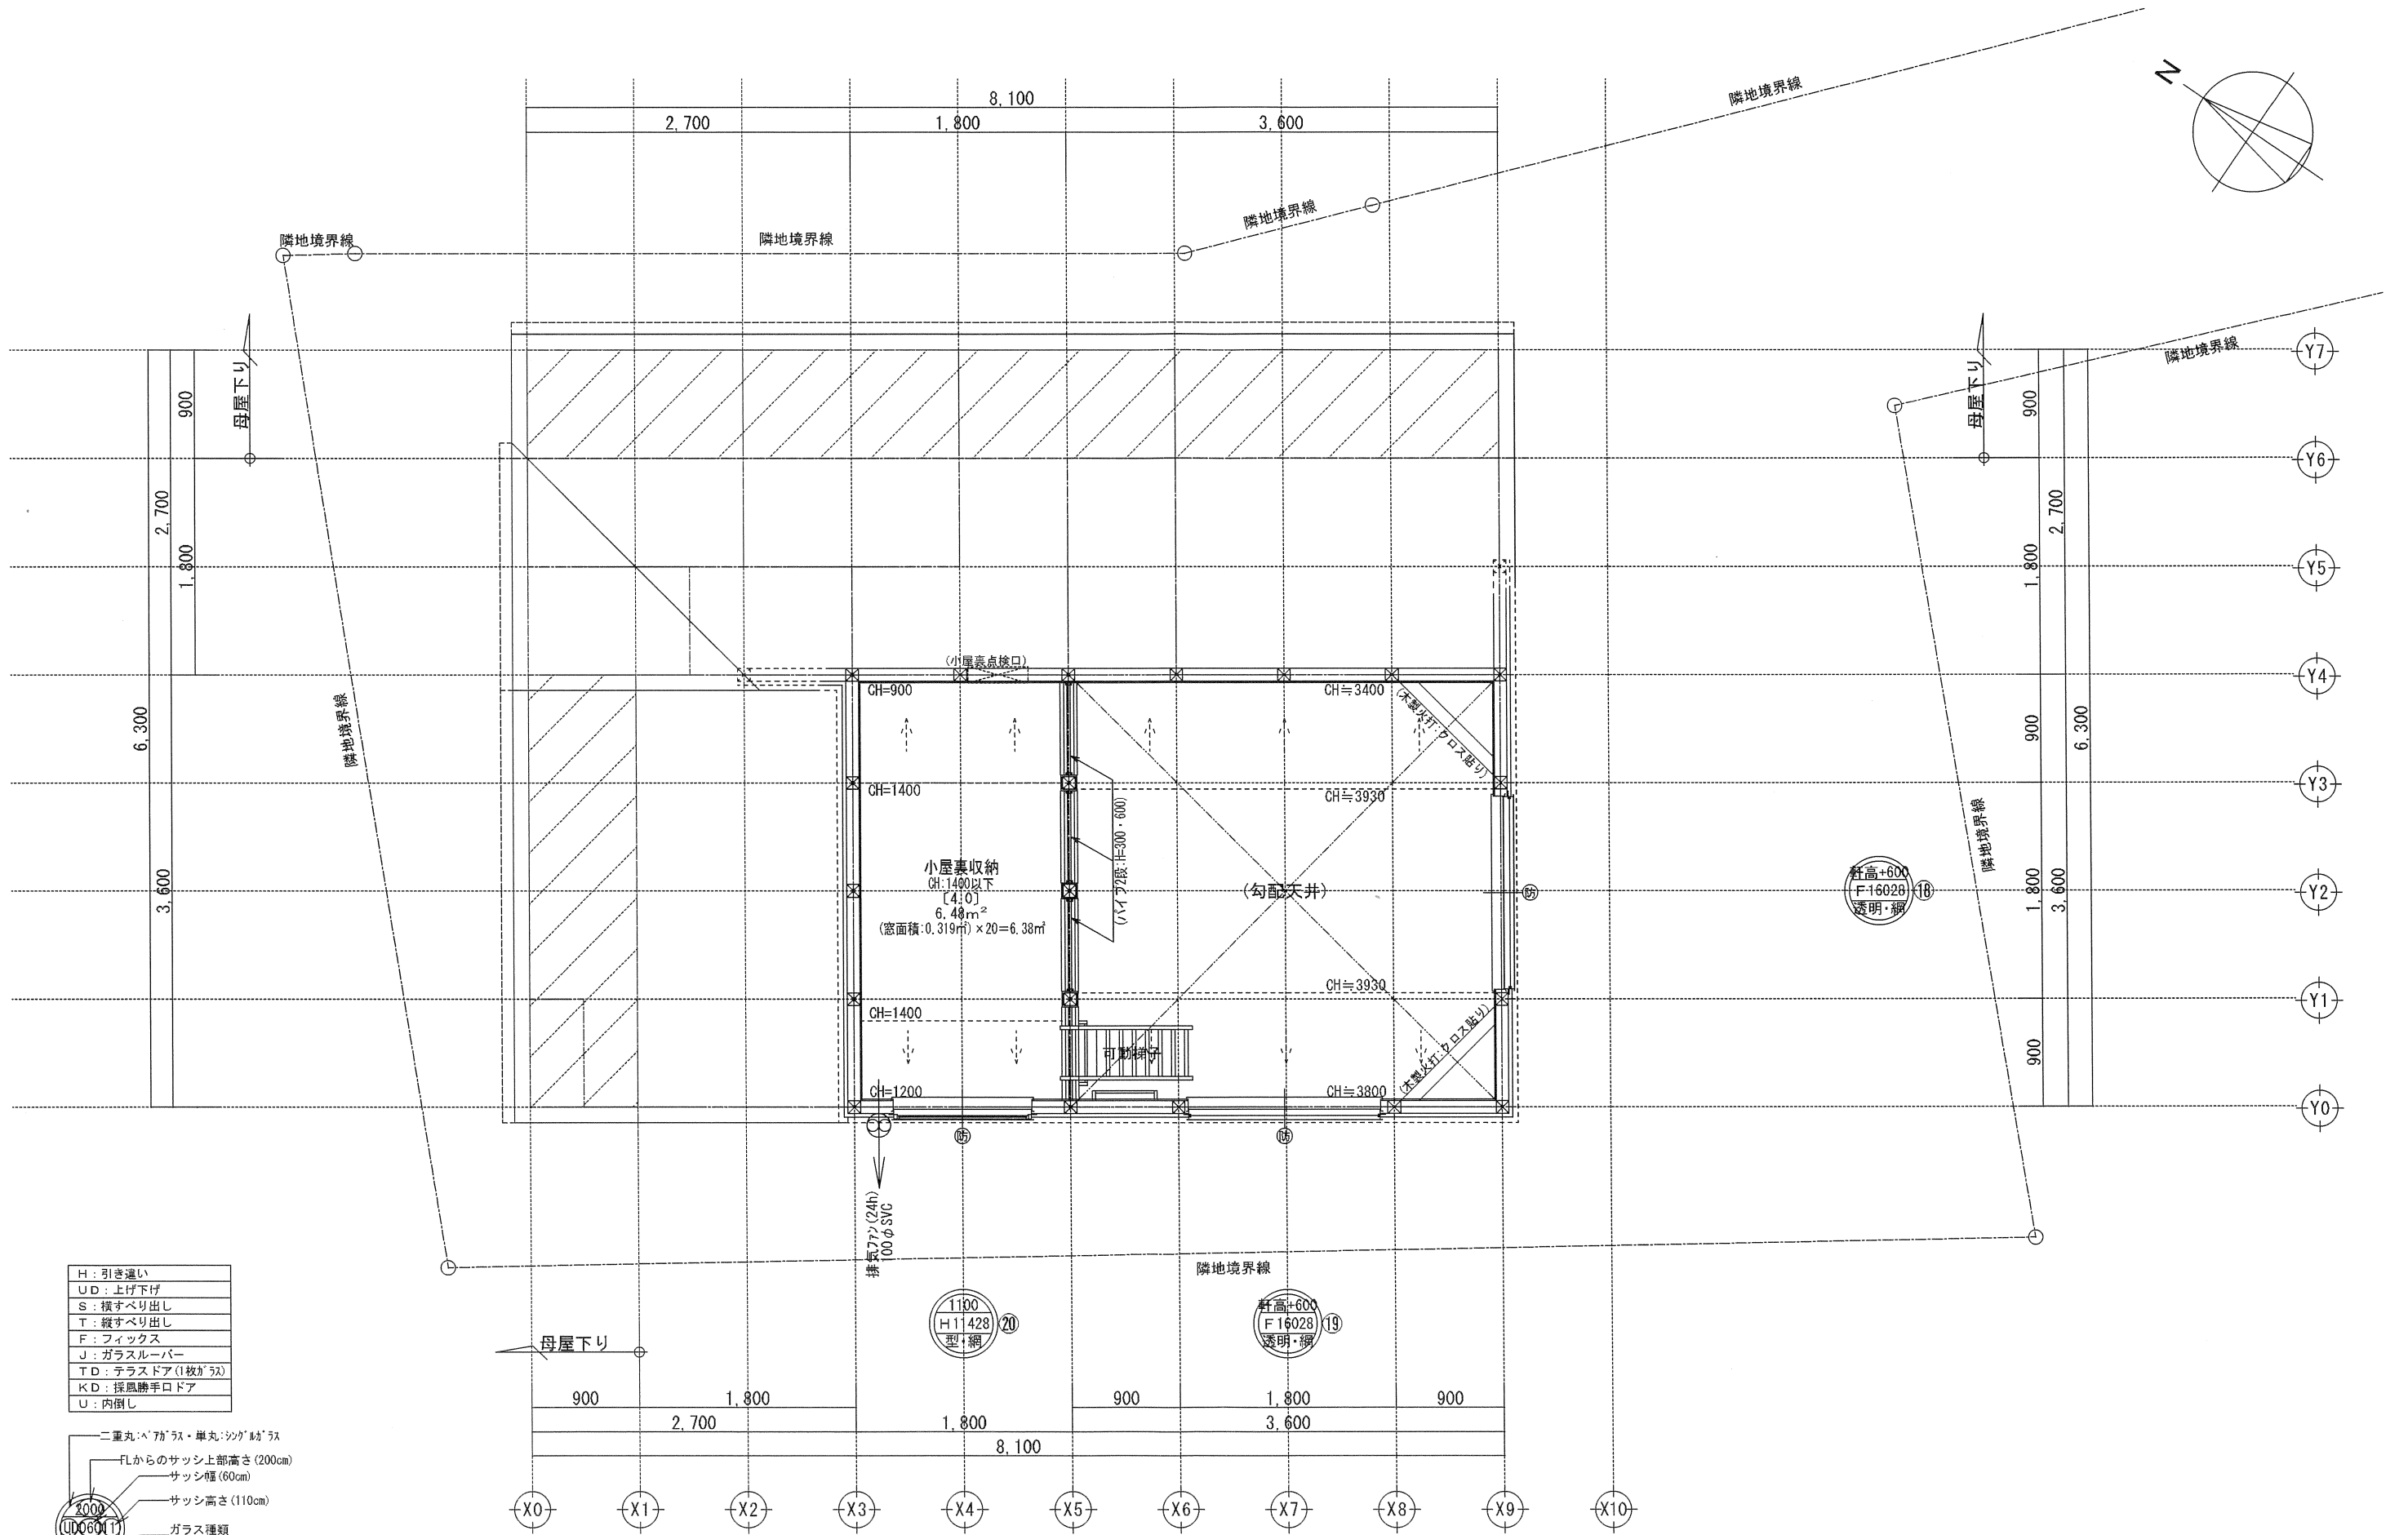 N
8,100
2,700
1,800
3,600
隣地境界線
隣地境界線
隣地境界線
隣地境界線
隣地境界線
隣地境界線
隣地境界線
隣地境界線
母屋下り
母屋下り
900
2,700
1,800
6,300
3,600
900
2,700
1,800
900
6,300
1,800
3,600
900
Y7
Y6
Y5
Y4
Y3
Y2
Y1
Y0
(小屋裏点検口)
CH=900
CH≒3400
(木製火打:クロス貼り)
CH=1400
CH≒3930
(パイプ2段:H=300・600)
小屋裏収納
CH:1400以下
[4.0]
6.48m²
(窓面積:0.319㎡)×20=6.38㎡
(勾配天井)
防
軒高+600
F16028
透明・網
⑱
CH≒3930
CH=1400
可動梯子
(木製火打:クロス貼り)
CH=1200
CH≒3800
防
防
排気ファン(24h)
100φSVC
1100
H11428
型・網
⑳
軒高+600
F16028
透明・網
⑲
母屋下り
900
1,800
900
1,800
900
2,700
1,800
3,600
8,100
X0
X1
X2
X3
X4
X5
X6
X7
X8
X9
X10
H:引き違い
UD:上げ下げ
S:横すべり出し
T:縦すべり出し
F:フィックス
J:ガラスルーバー
TD:テラスドア(1枚ガラス)
KD:採風勝手口ドア
U:内倒し
二重丸:ペアガラス・単丸:シングルガラス
FLからのサッシ上部高さ(200cm)
サッシ幅(60cm)
サッシ高さ(110cm)
2000
UD06011
ガラス種類